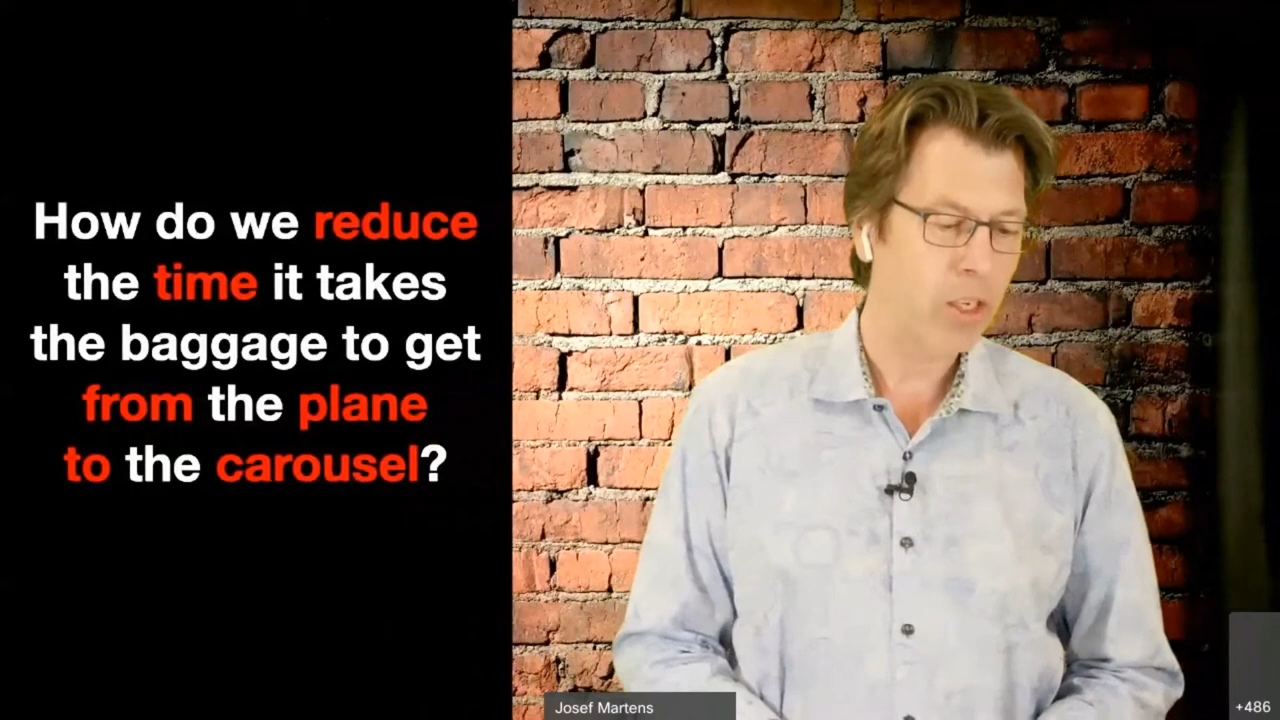 How do we reduce
the time it takes
the baggage to get
from the plane
to the carousel?
Josef Martens
+486